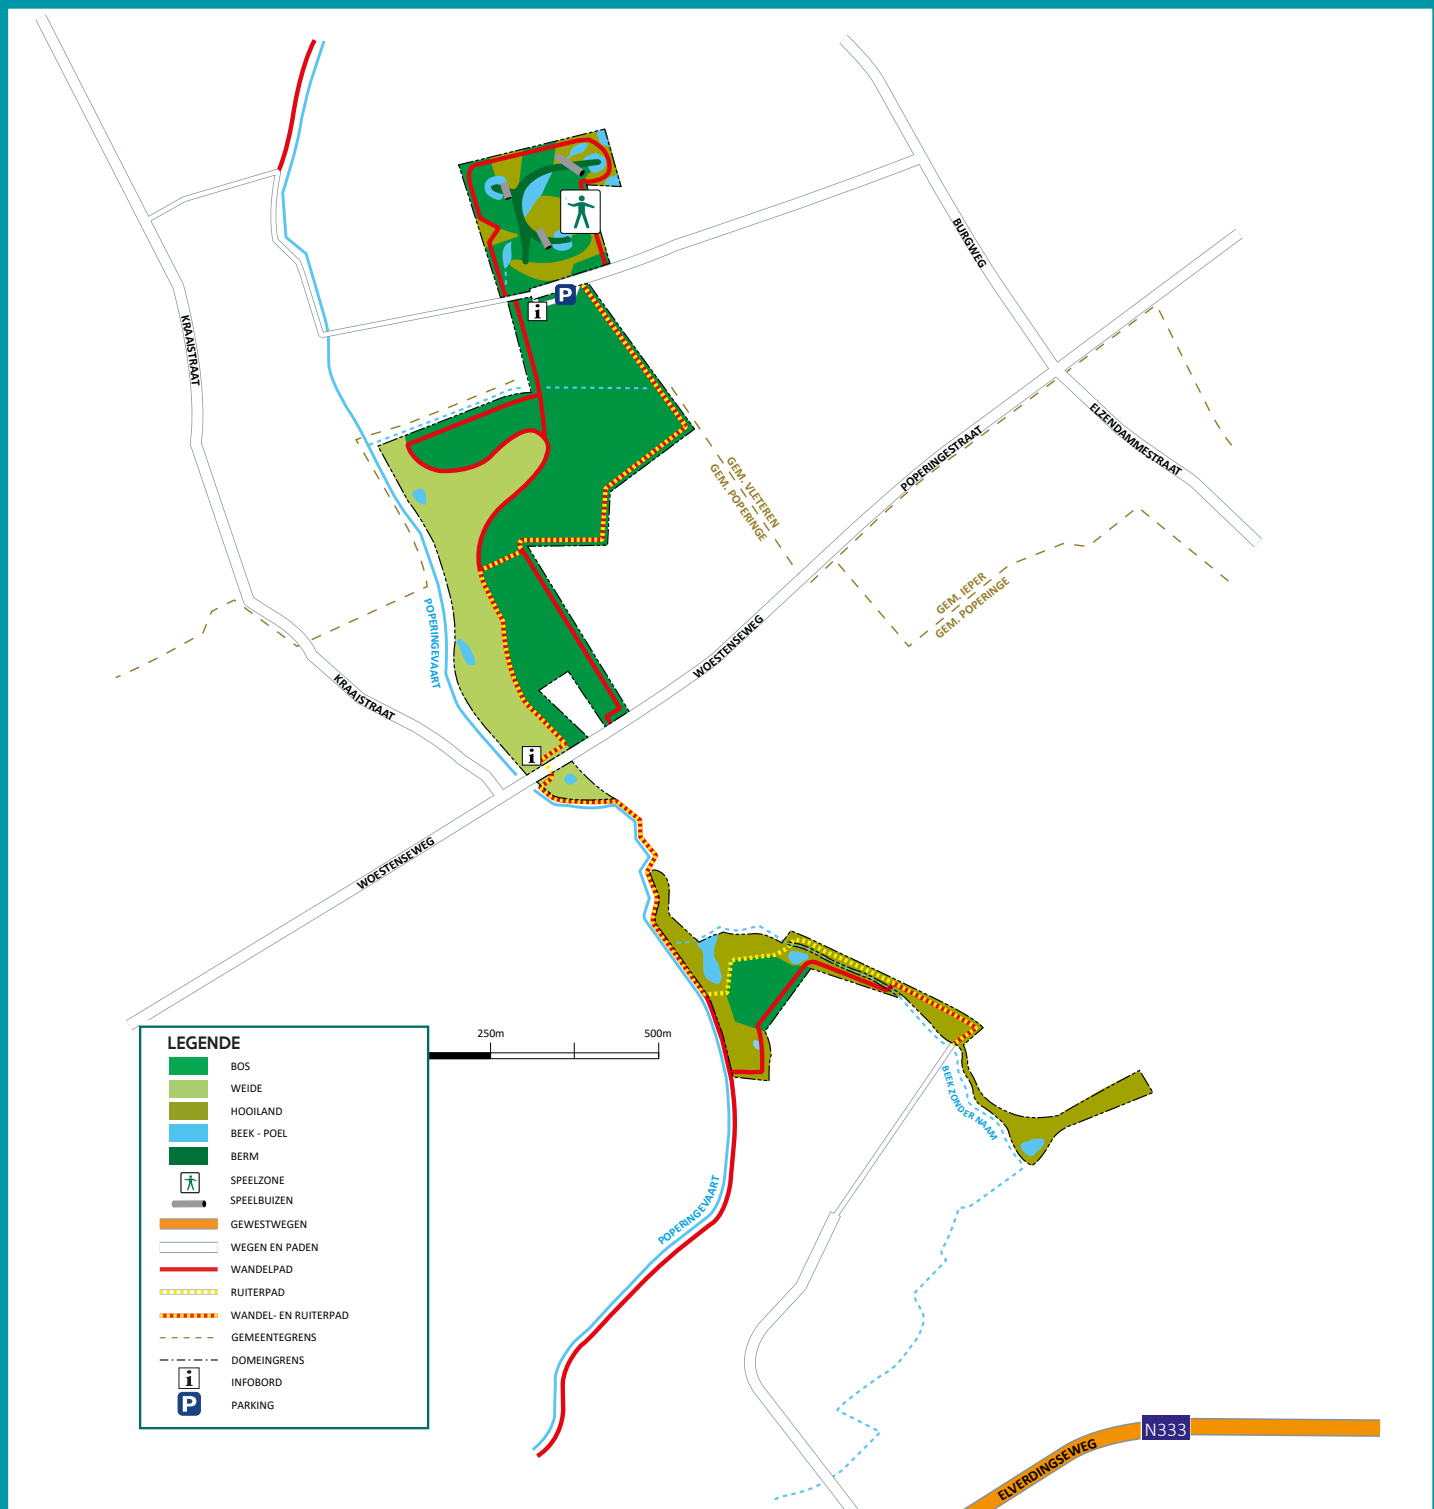 P
i
BURGWEG
KRAAISTRAAT
POPERINGESTRAAT
ELZENDAMMESTRAAT
GEM. VLETEREN
GEM. POPERINGE
GEM. IEPER
GEM. POPERINGE
POPERINGEVAART
WOESTENSEWEG
KRAAISTRAAT
i
WOESTENSEWEG
250m
500m
BEEK ZONDER NAAM
POPERINGEVAART
LEGENDE
BOS
WEIDE
HOOILAND
BEEK - POEL
BERM
SPEELZONE
SPEELBUIZEN
GEWESTWEGEN
WEGEN EN PADEN
WANDELPAD
RUITERPAD
WANDEL- EN RUITERPAD
GEMEENTEGRENS
DOMEINGRENS
i INFOBORD
P PARKING
N333
ELVERDINGSEWEG